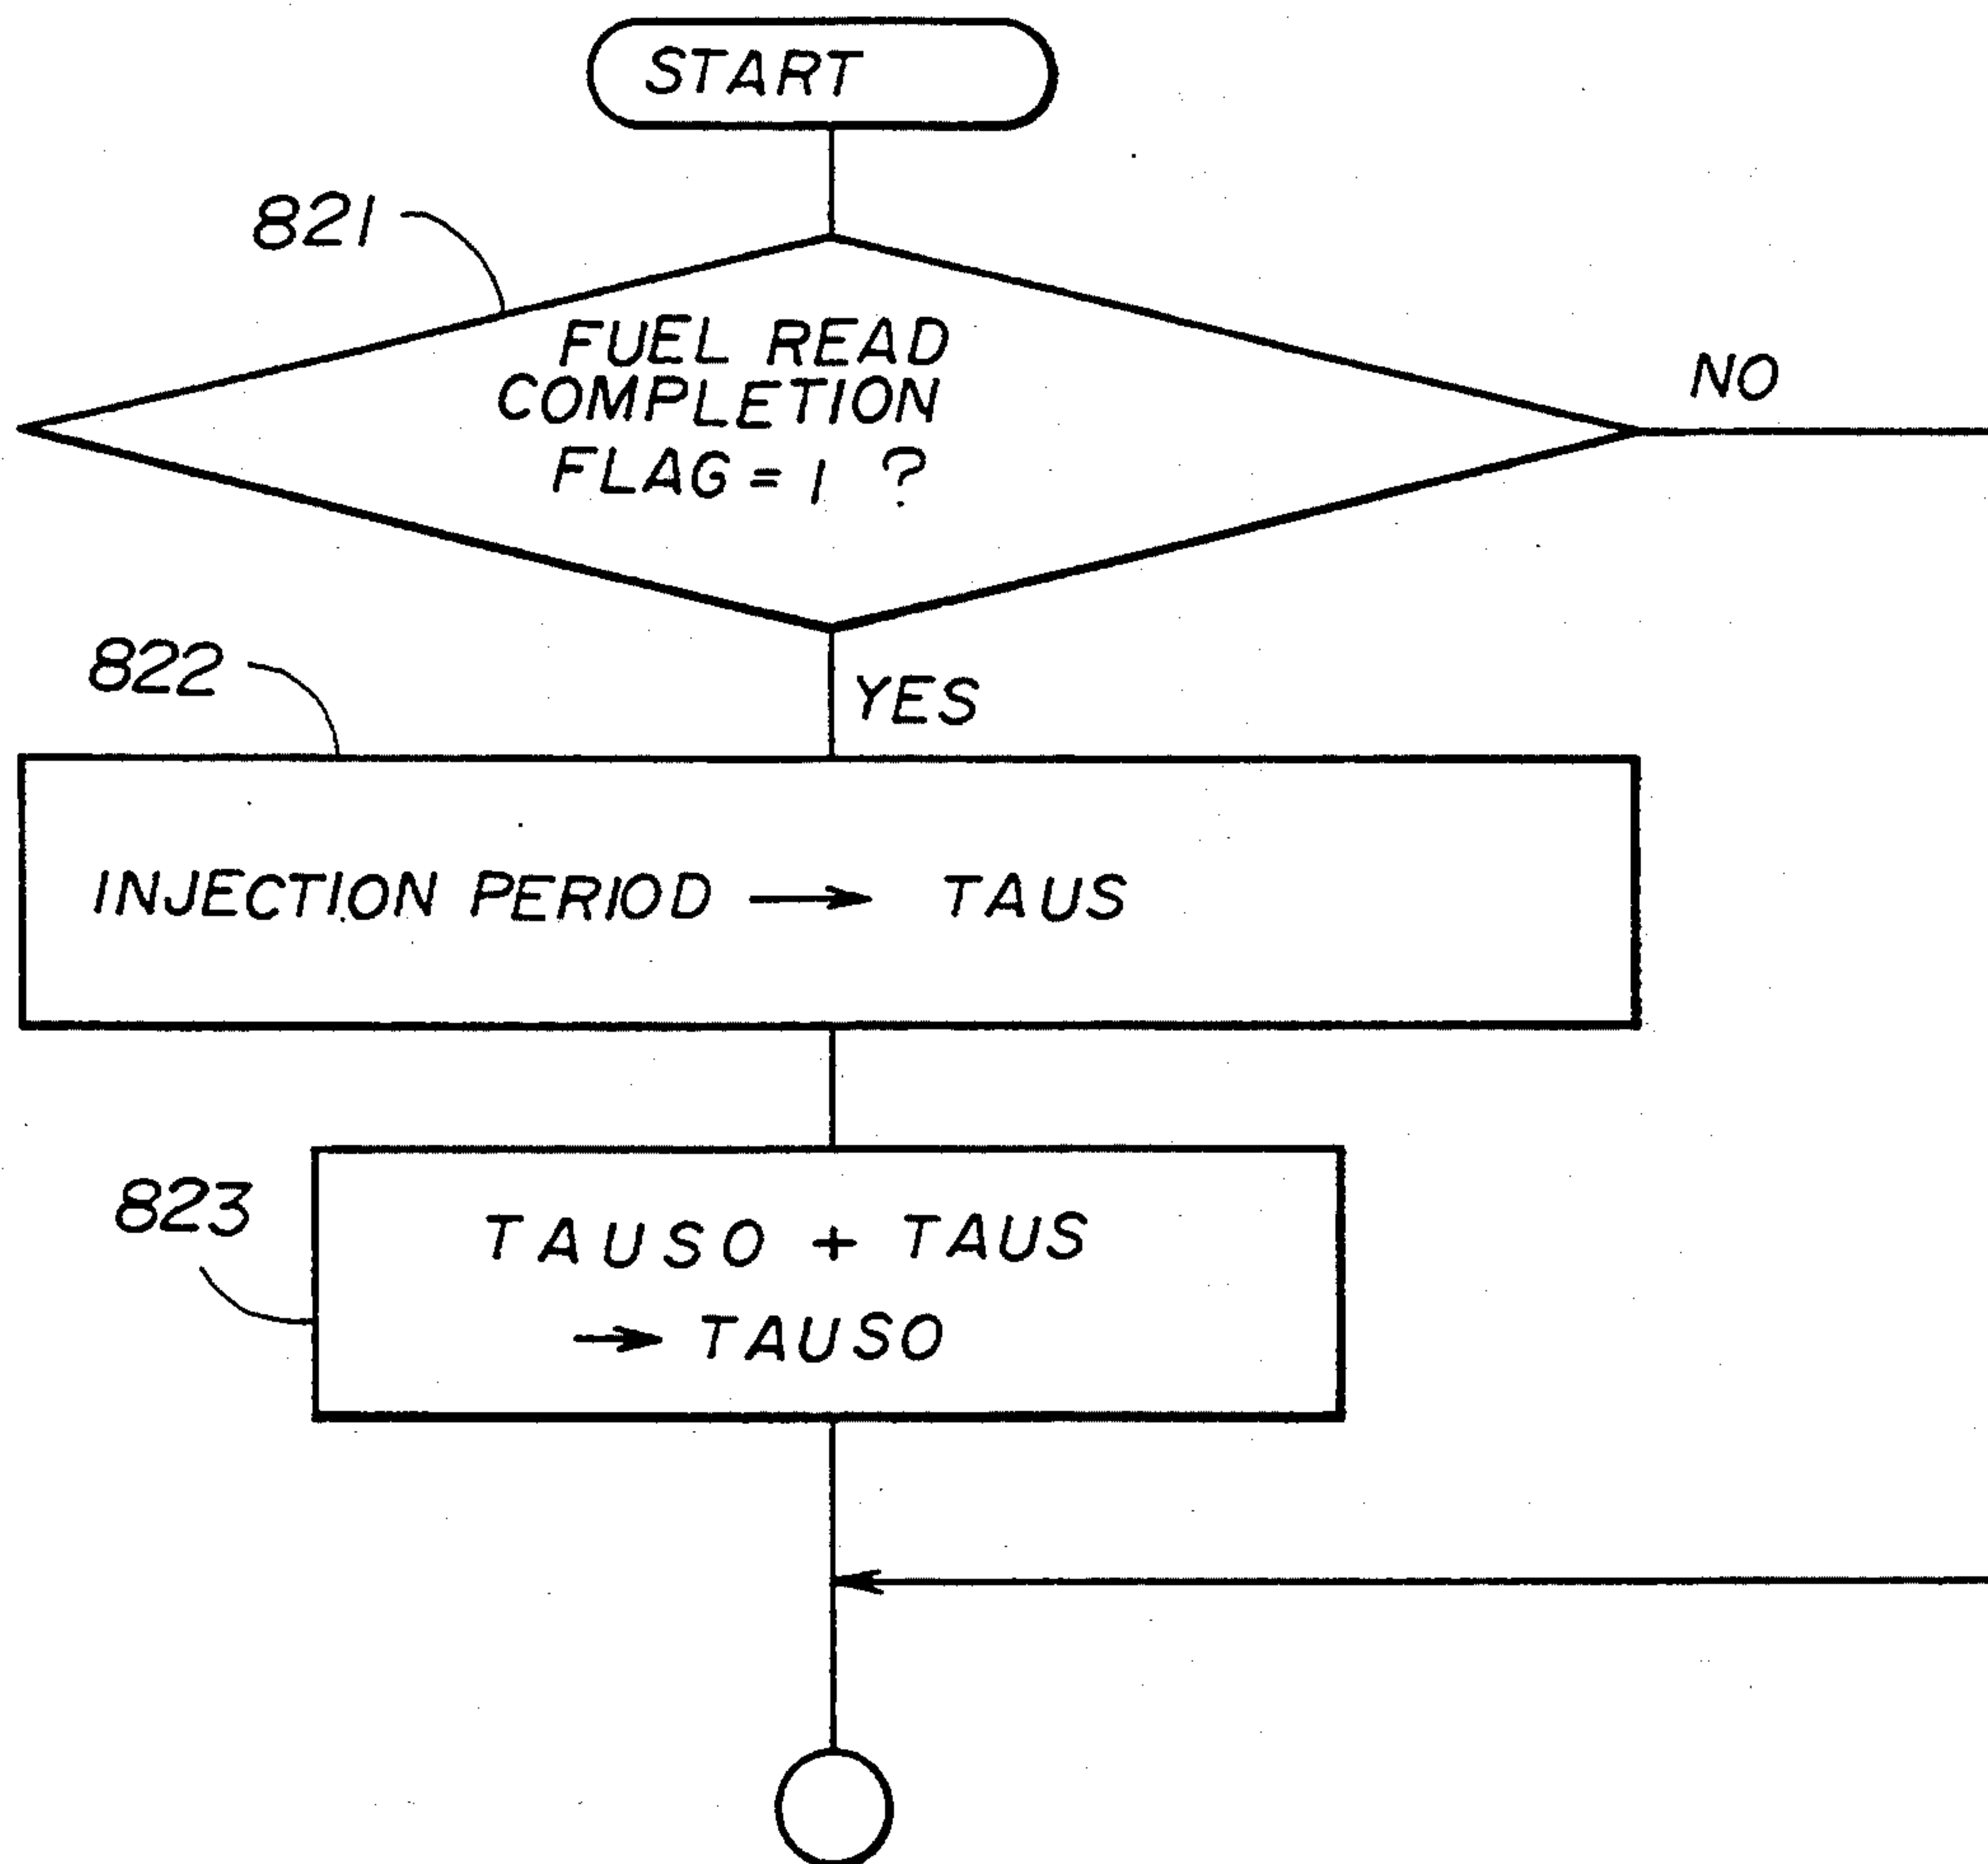 START
821
FUEL READ
COMPLETION
FLAG = 1 ?
NO
822
YES
INJECTION PERIOD → TAUS
823
TAUSO + TAUS
→ TAUSO